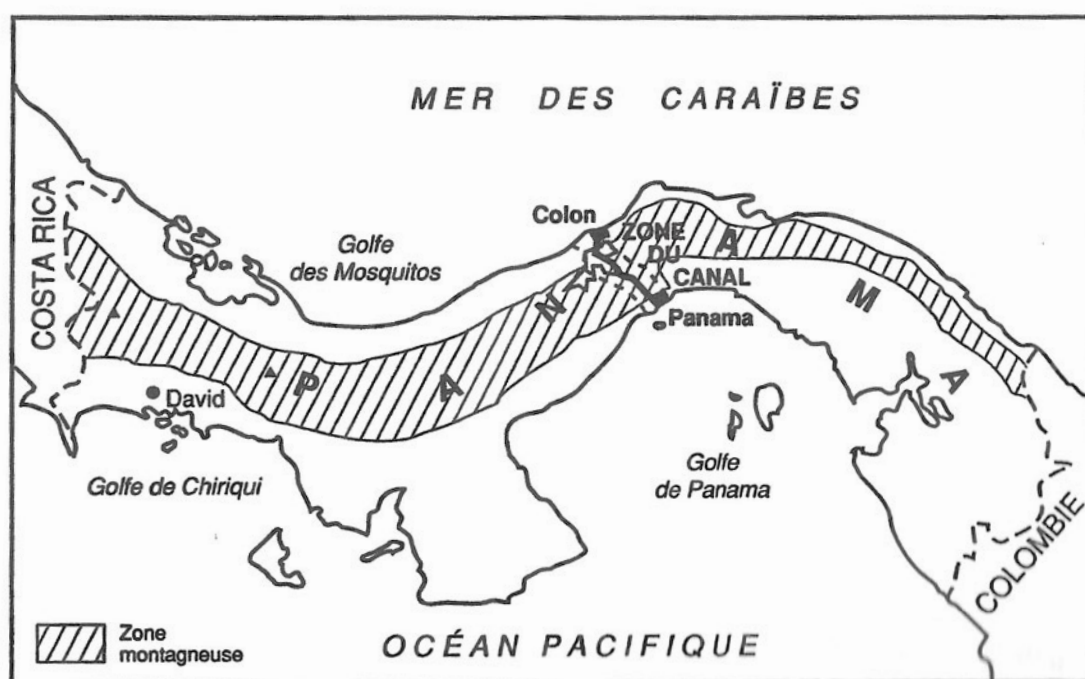 MER DES CARAÏBES
COSTA RICA
Colon
ZONE
DU
CANAL
Golfe
des Mosquitos
Panama
PANAMA
David
Golfe de Chiriqui
Golfe
de Panama
COLOMBIE
Zone
montagneuse
OCÉAN PACIFIQUE